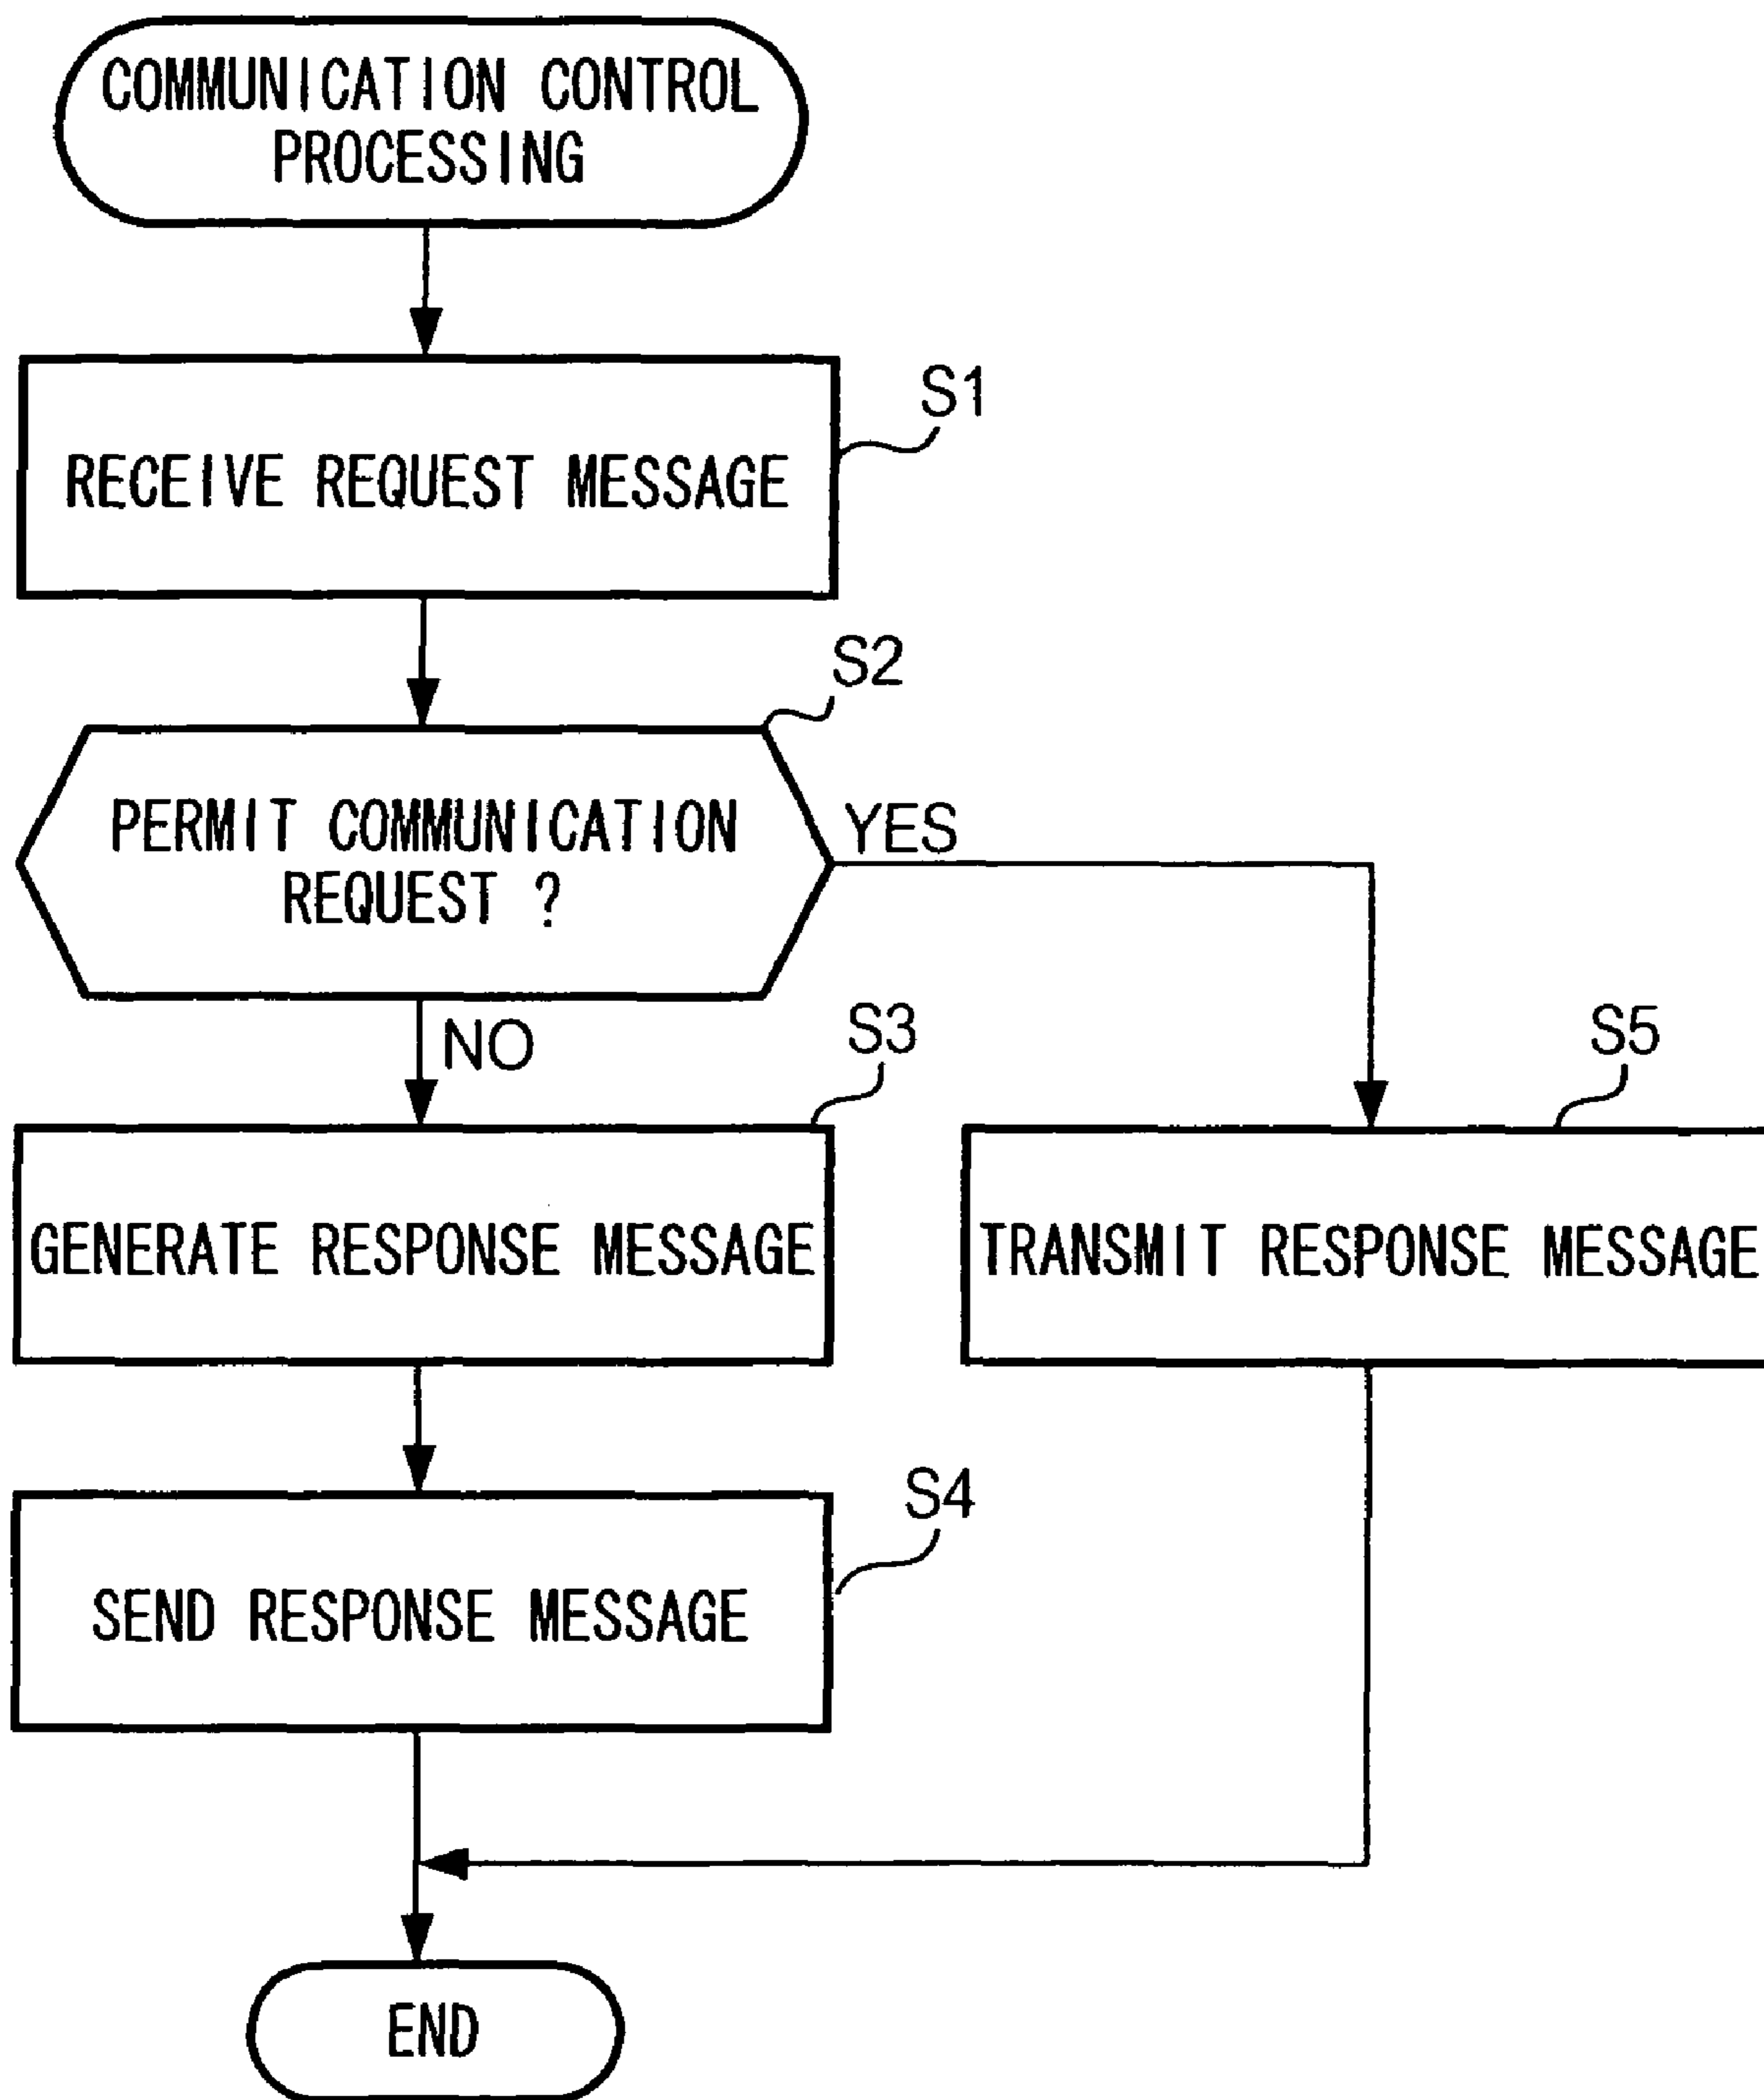 COMMUNICATION CONTROL
PROCESSING
S1
RECEIVE REQUEST MESSAGE
S2
PERMIT COMMUNICATION
REQUEST ?
YES
NO
S3
S5
GENERATE RESPONSE MESSAGE
TRANSMIT RESPONSE MESSAGE
S4
SEND RESPONSE MESSAGE
END